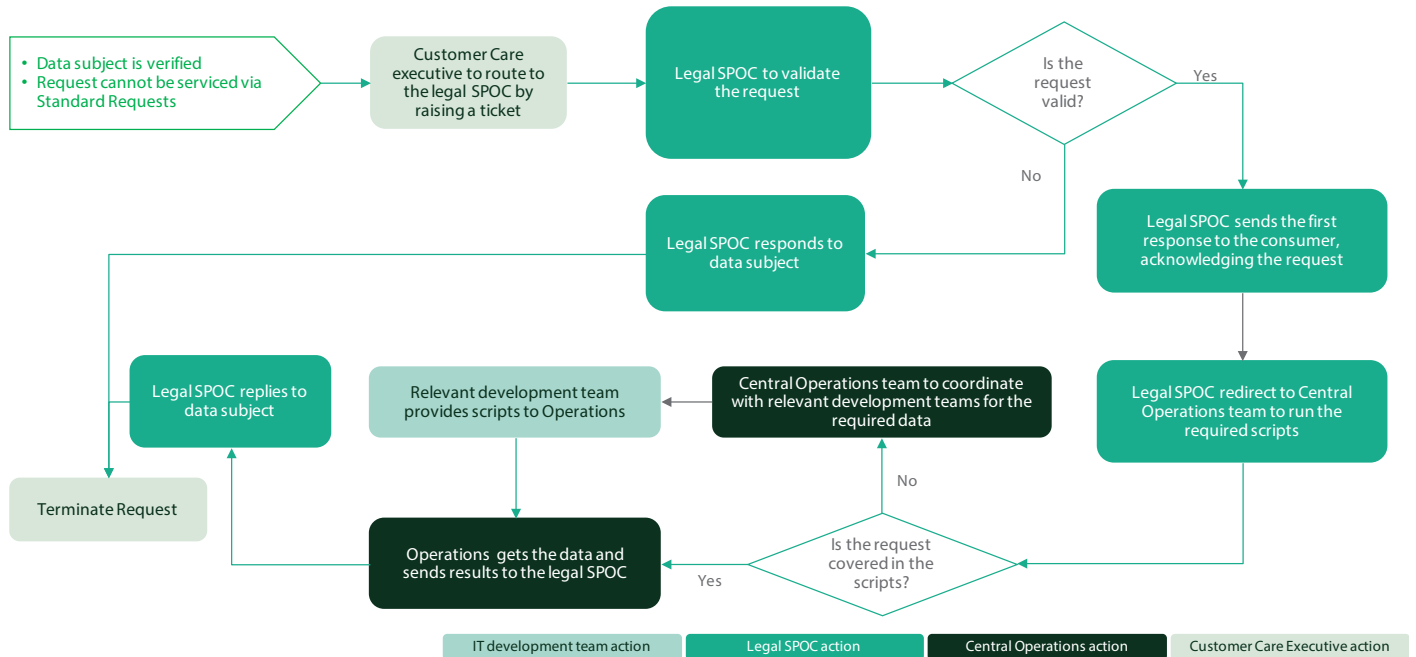 • Data subject is verified
• Request cannot be serviced via
Standard Requests
Customer Care
executive to route to
the legal SPOC by
raising a ticket
Legal SPOC to validate
the request
Is the
request
valid?
Yes
No
Legal SPOC sends the first
response to the consumer,
acknowledging the request
Legal SPOC responds to
data subject
Legal SPOC redirect to Central
Operations team to run the
required scripts
Central Operations team to coordinate
with relevant development teams for the
required data
Relevant development team
provides scripts to Operations
Legal SPOC replies to
data subject
No
Terminate Request
Is the request
covered in the
scripts?
Yes
Operations gets the data and
sends results to the legal SPOC
IT development team action
Legal SPOC action
Central Operations action
Customer Care Executive action